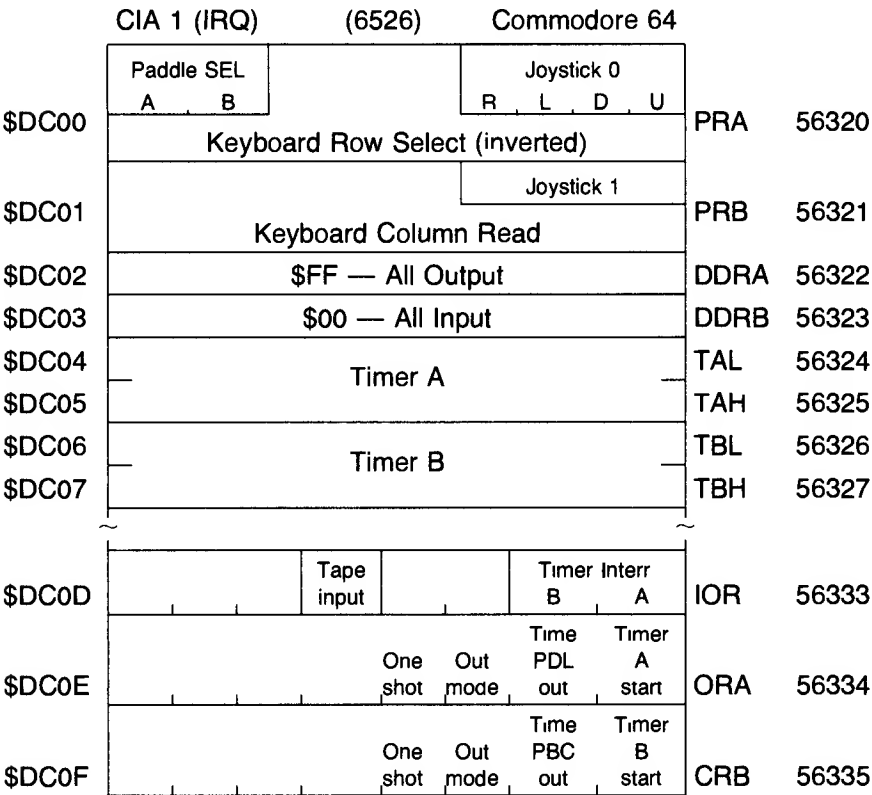 CIA 1 (IRQ) (6526) Commodore 64
Paddle SEL Joystick 0
A B R L D U
$DC00 PRA 56320
Keyboard Row Select (inverted)
Joystick 1
$DC01 PRB 56321
Keyboard Column Read
$DC02 $FF — All Output DDRA 56322
$DC03 $00 — All Input DDRB 56323
$DC04 TAL 56324
Timer A
$DC05 TAH 56325
$DC06 TBL 56326
Timer B
$DC07 TBH 56327
~ ~
Tape Timer Interr
$DC0D input B A IOR 56333
Time Timer
One Out PDL A
$DC0E shot mode out start ORA 56334
Time Timer
One Out PBC B
$DC0F shot mode out start CRB 56335